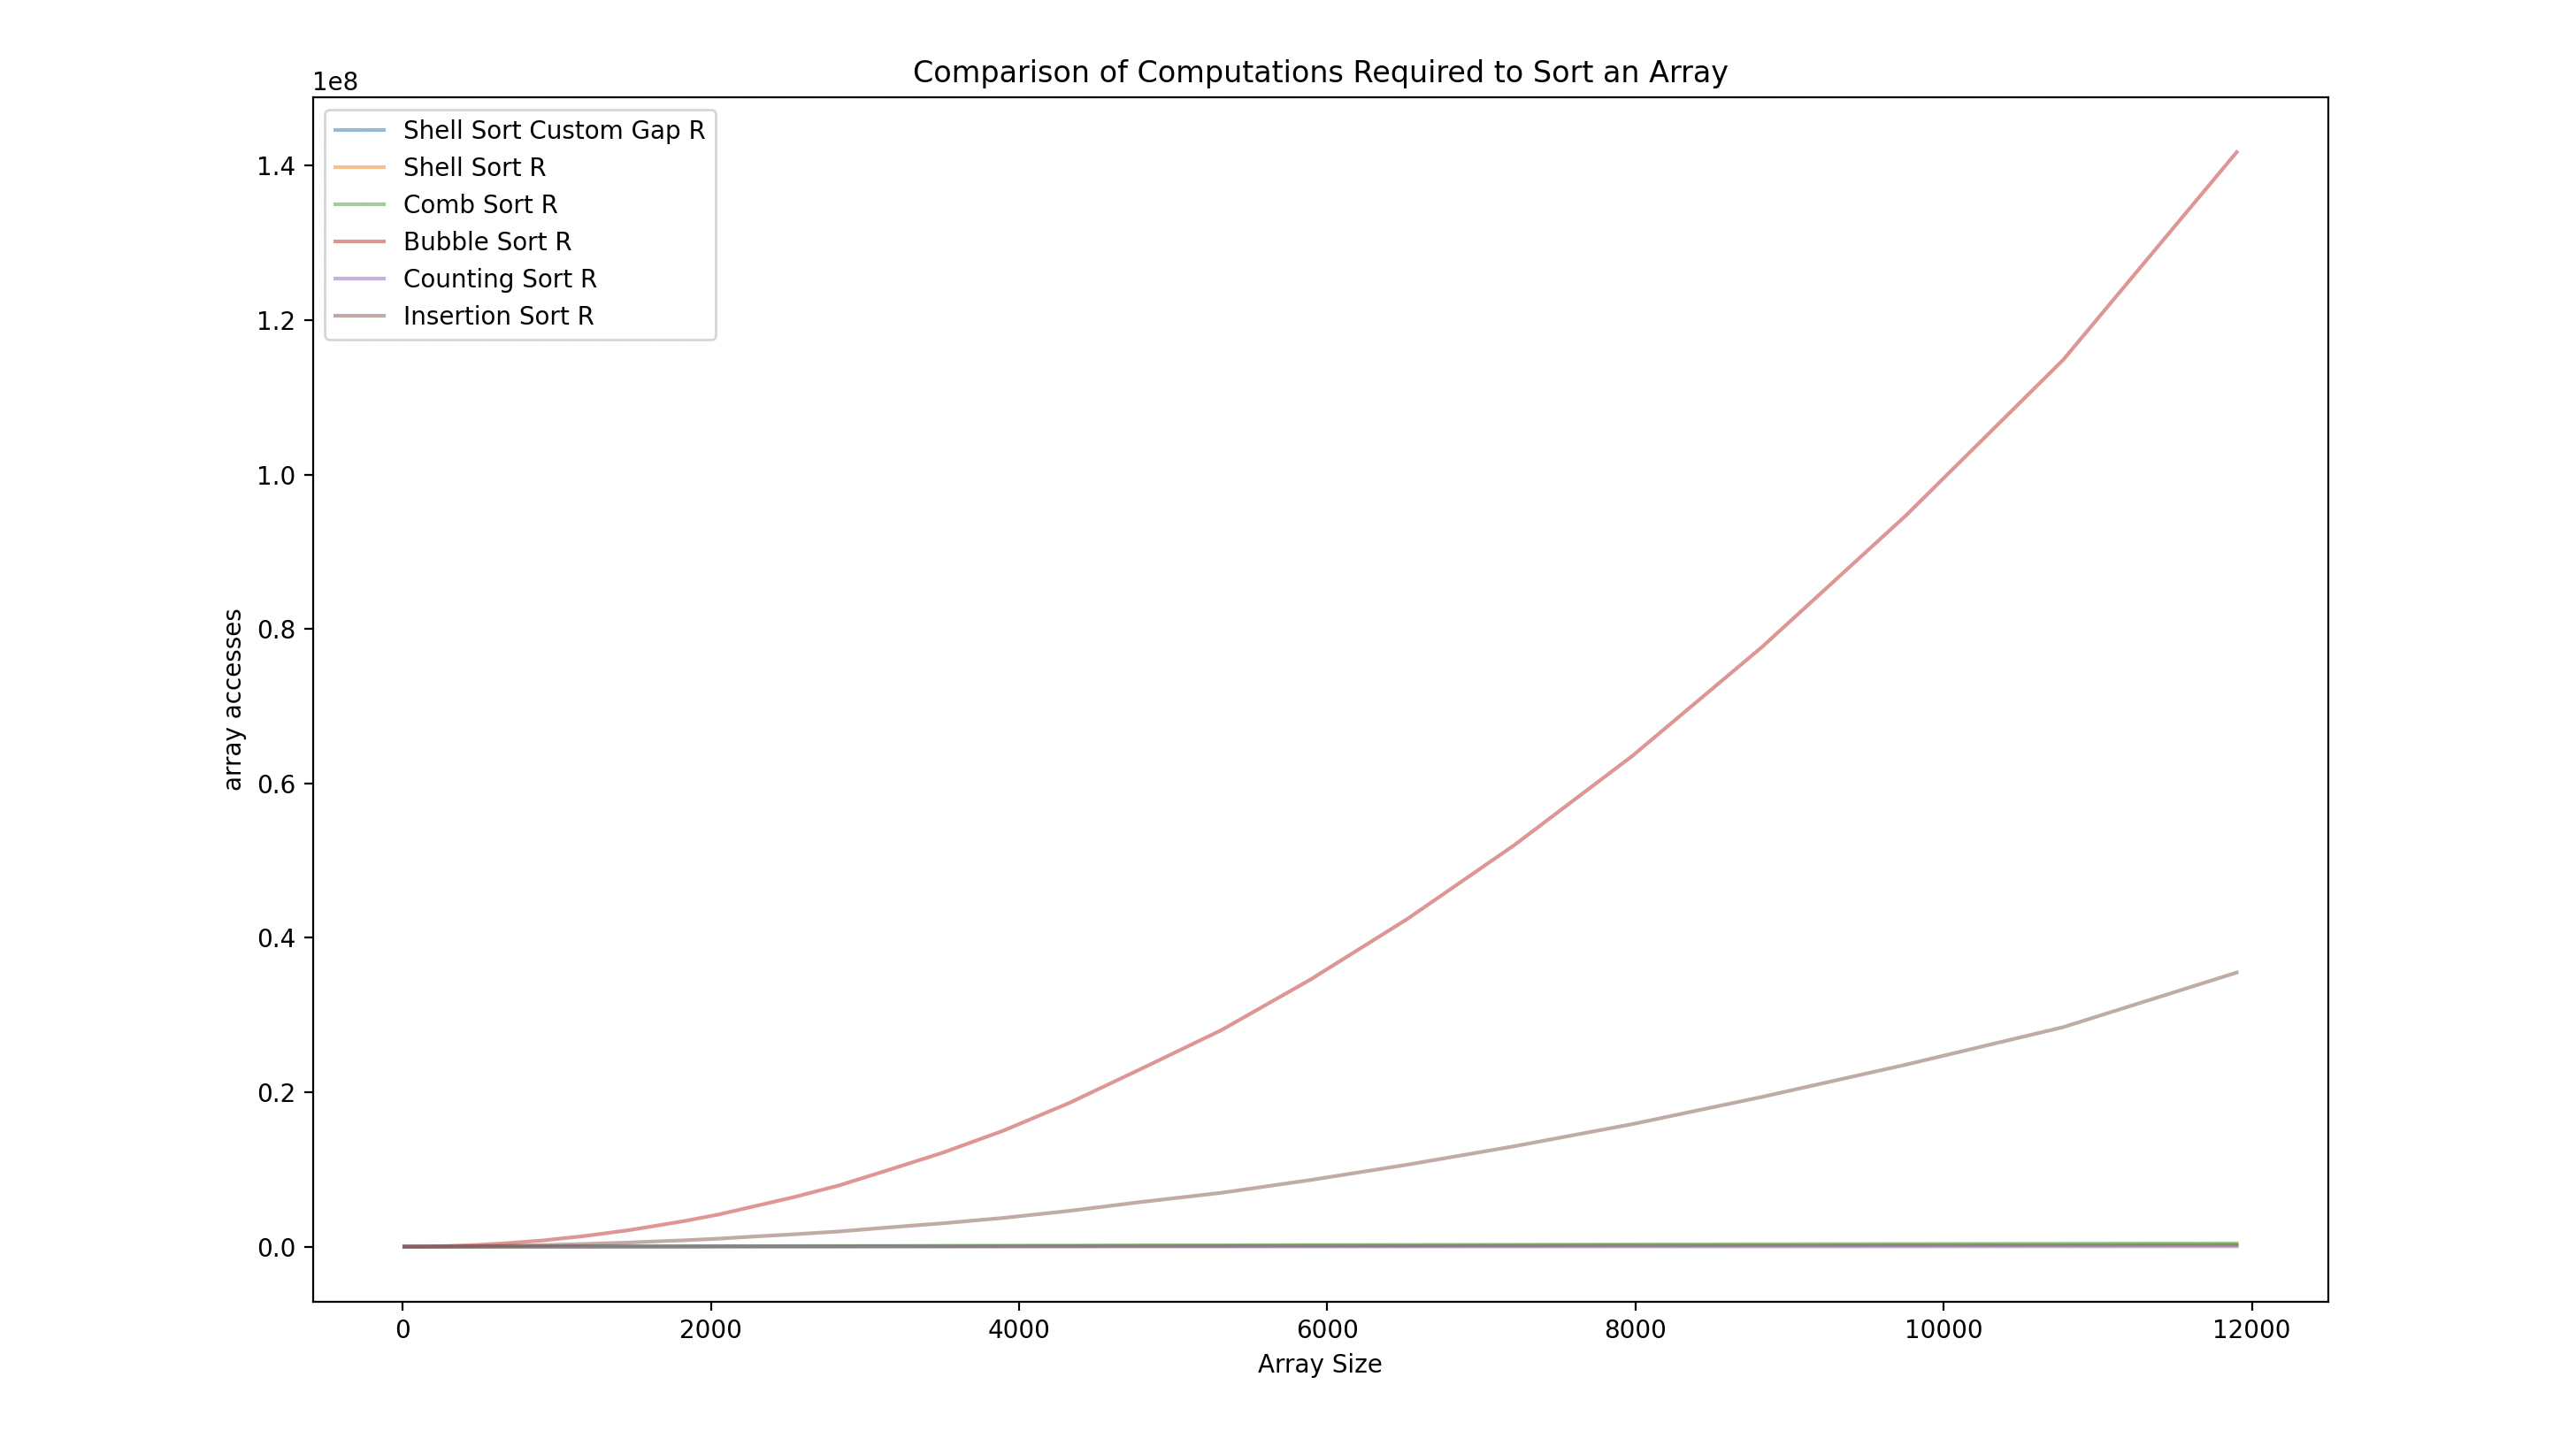 Comparison of Computations Required to Sort an Array
1e8
Shell Sort Custom Gap R
Shell Sort R
Comb Sort R
Bubble Sort R
Counting Sort R
Insertion Sort R
1.4
1.2
1.0
0.8
0.6
0.4
0.2
0.0
array accesses
0 2000 4000 6000 8000 10000 12000
Array Size